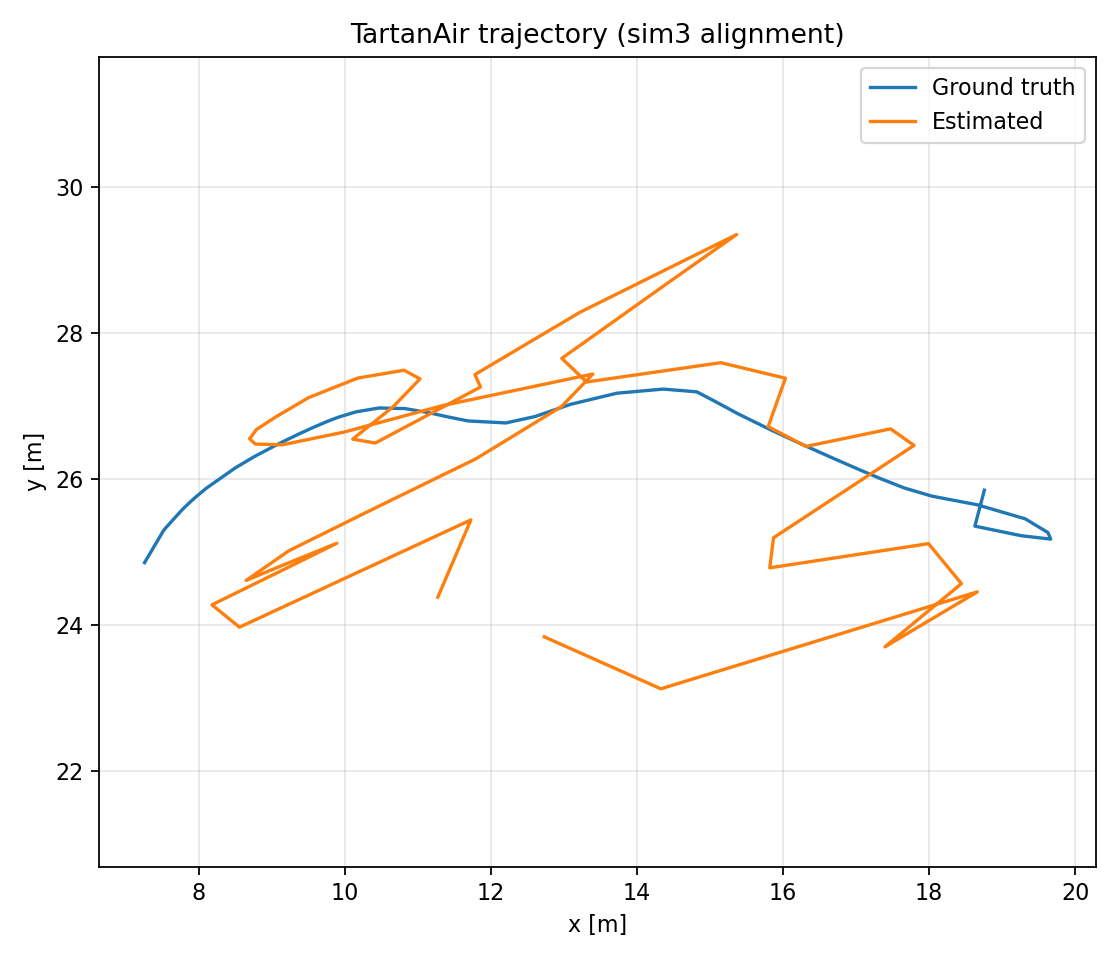 TartanAir trajectory (sim3 alignment)
Ground truth
Estimated
30
28
26
24
22
y [m]
8 10 12 14 16 18 20
x [m]